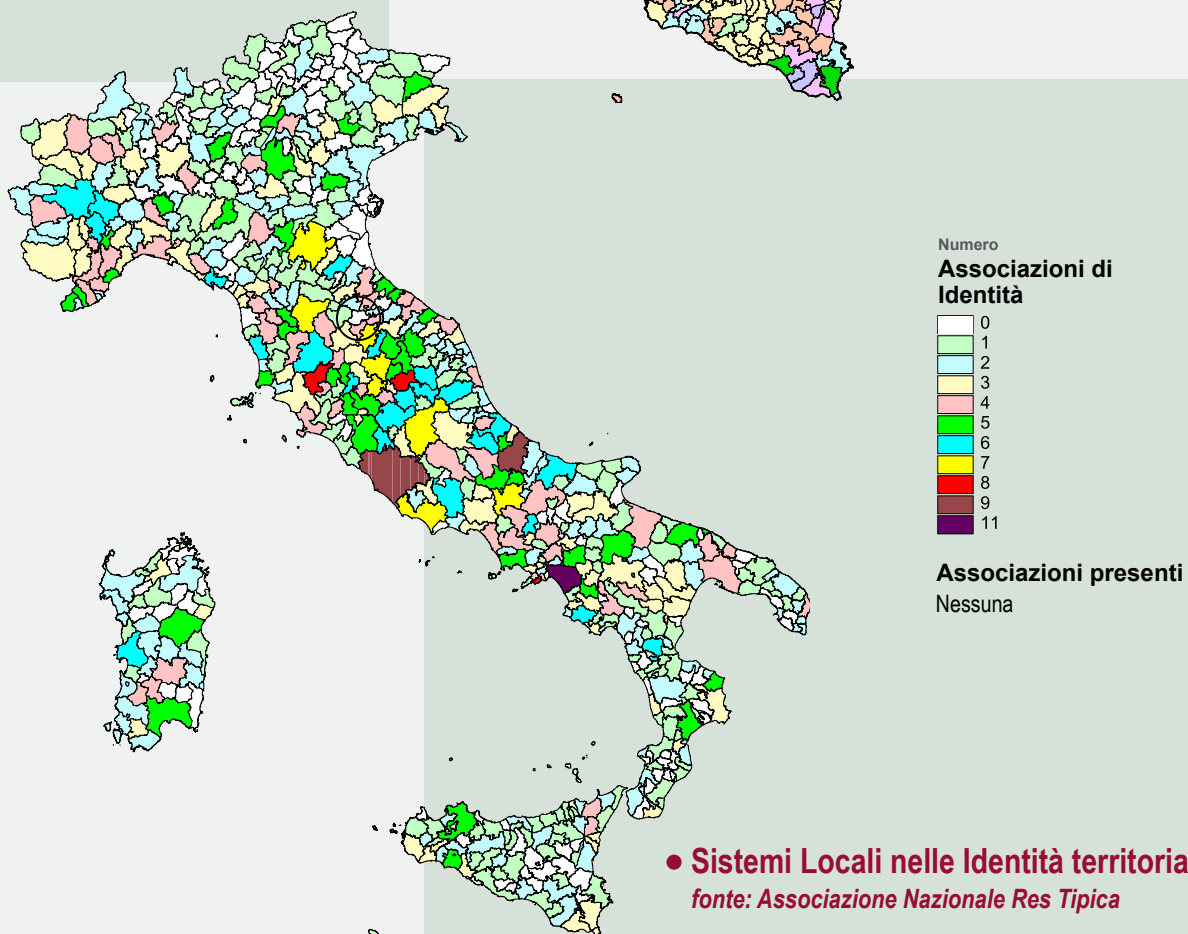 Numero
Associazioni di
Identità
0
1
2
3
4
5
6
7
8
9
11
Associazioni presenti
Nessuna
• Sistemi Locali nelle Identità territoria
fonte: Associazione Nazionale Res Tipica